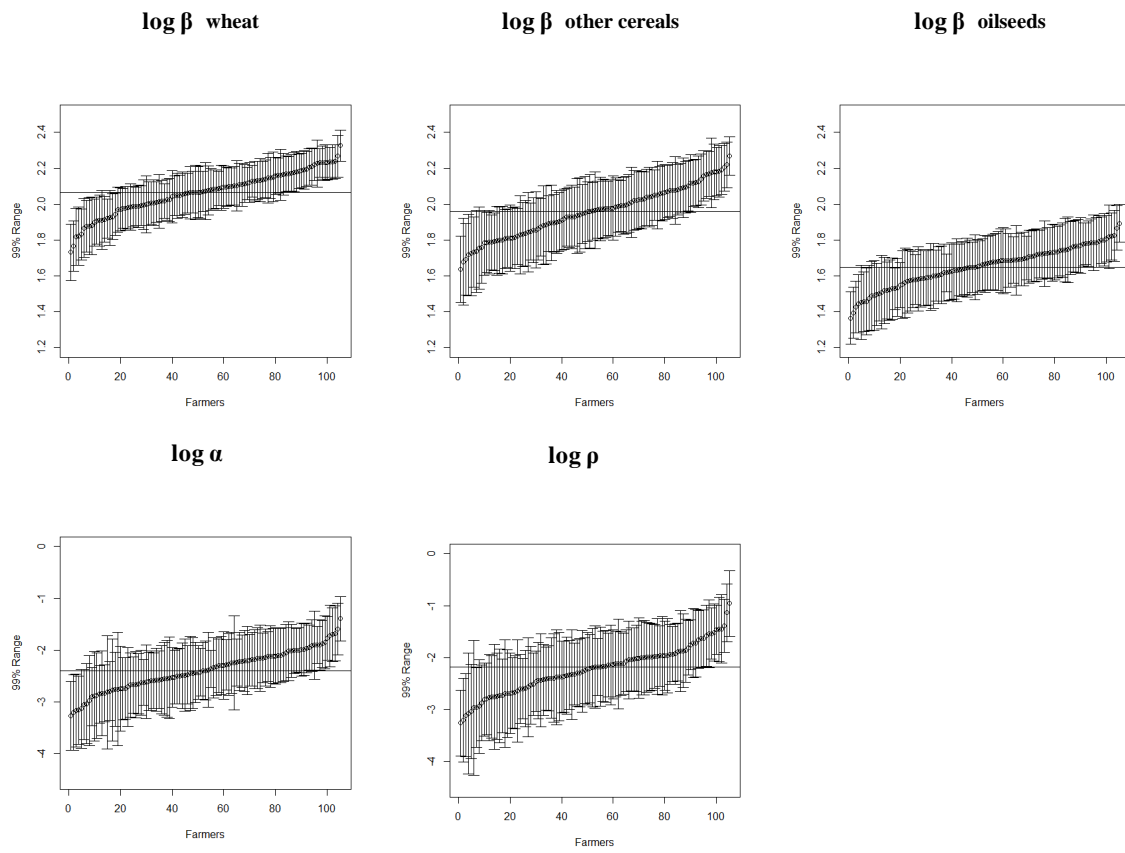 log β wheat
log β other cereals
log β oilseeds
99% Range
2.4
2.2
2.0
1.8
1.6
1.4
1.2
0 20 40 60 80 100
Farmers
99% Range
2.4
2.2
2.0
1.8
1.6
1.4
1.2
0 20 40 60 80 100
Farmers
99% Range
2.4
2.2
2.0
1.8
1.6
1.4
1.2
0 20 40 60 80 100
Farmers
log α
log ρ
99% Range
0
-1
-2
-3
-4
0 20 40 60 80 100
Farmers
99% Range
0
-1
-2
-3
-4
0 20 40 60 80 100
Farmers